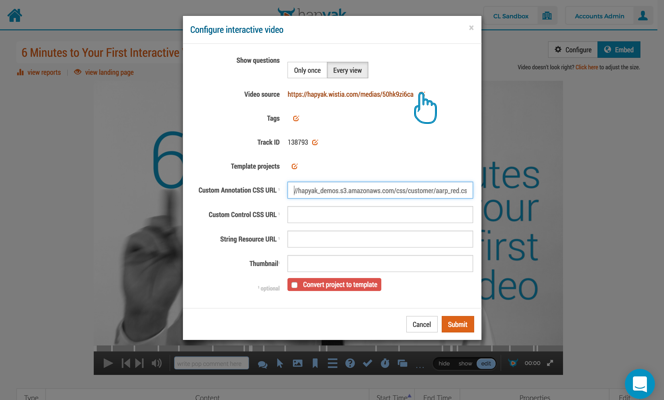 hapyak
CL Sandbox
Accounts Admin
6 Minutes to Your First Interactive
Configure
Embed
view reports
view landing page
Video doesn't look right? Click here to adjust the size.
Configure interactive video
×
Show questions
Only once
Every view
Video source
https://hapyak.wistia.com/medias/50hk9zi6ca
Tags
Track ID
138793
Template projects
Custom Annotation CSS URL *
//hapyak_demos.s3.amazonaws.com/css/customer/aarp_red.cs
Custom Control CSS URL *
String Resource URL *
Thumbnail *
* optional
Convert project to template
Cancel
Submit
6
utes
our
first
deo
write pop comment here
...
hide
show
edit
00:00
Type
Content
Start Time
End Time
Properties
Edit